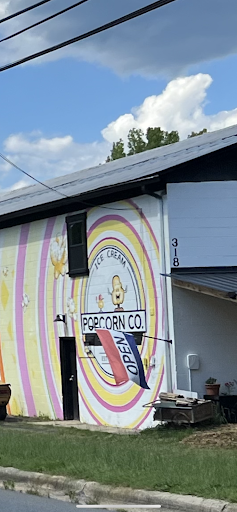 ICE CREAM
POPCORN CO.
OPEN
318